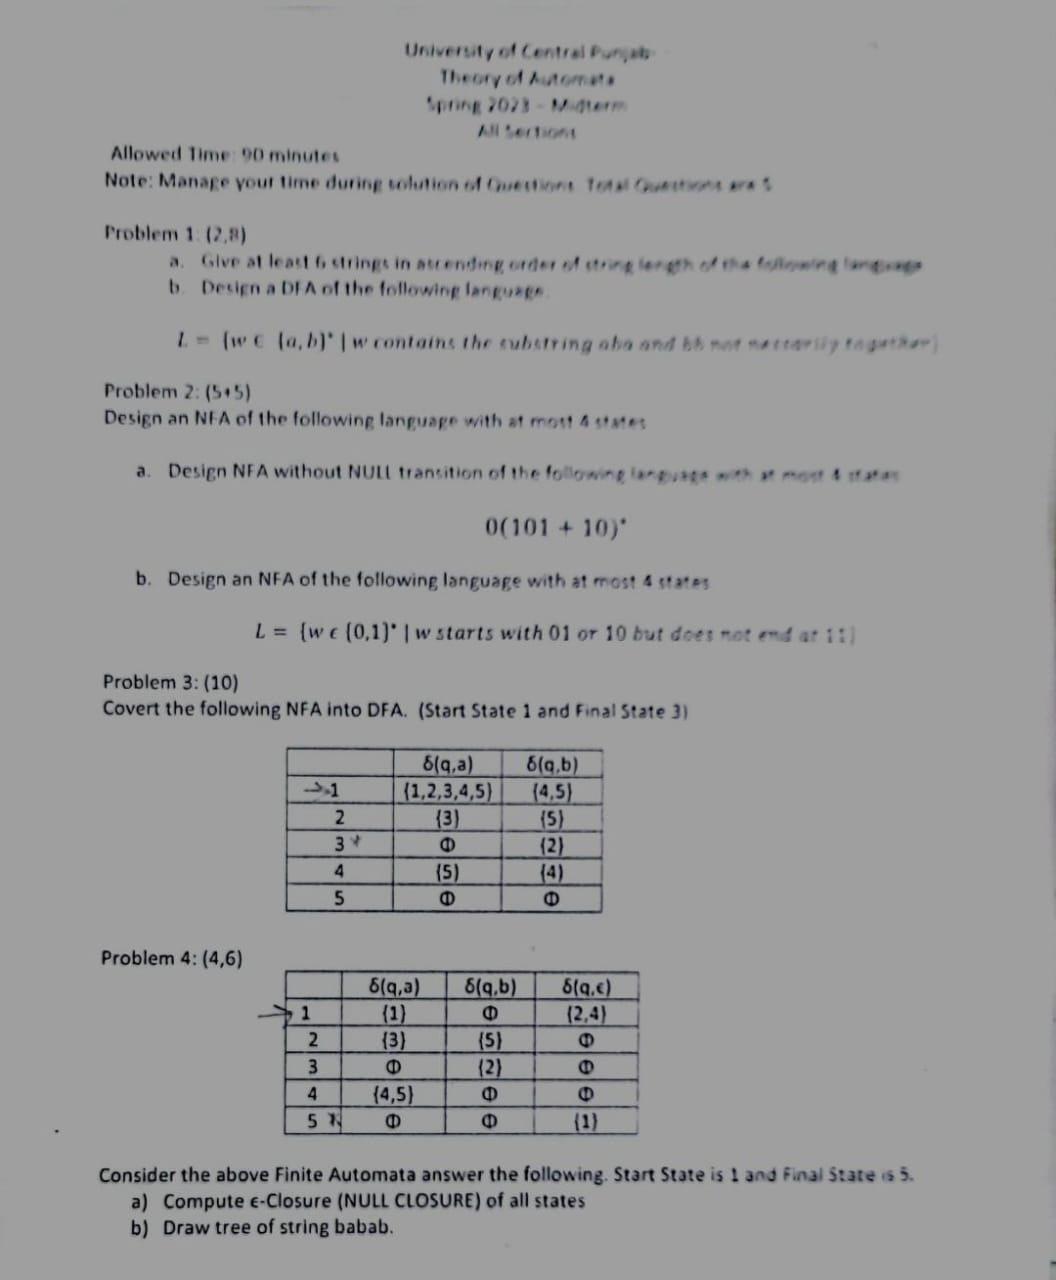 University of Central Punjab
Theory of Automata
Spring 2023 - Midterm
All Sections
Allowed Time: 90 minutes
Note: Manage your time during solution of Questions. Total Questions are 5
Problem 1: (2,8)
a. Give at least 6 strings in ascending order of string length of the following language
b. Design a DFA of the following language.
L = {w ϵ {a,b}* | w contains the substring aba and bb not nessarily together}
Problem 2: (5+5)
Design an NFA of the following language with at most 4 states
a. Design NFA without NULL transition of the following language with at most 4 states
0(101 + 10)*
b. Design an NFA of the following language with at most 4 states
L = {w ϵ {0,1}* | w starts with 01 or 10 but does not end at 11}
Problem 3: (10)
Covert the following NFA into DFA. (Start State 1 and Final State 3)
δ(q,a) δ(q,b)
→1 {1,2,3,4,5} {4,5}
2 {3} {5}
3* Φ {2}
4 {5} {4}
5 Φ Φ
Problem 4: (4,6)
δ(q,a) δ(q,b) δ(q,ϵ)
→1 {1} Φ {2,4}
2 {3} {5} Φ
3 Φ {2} Φ
4 {4,5} Φ Φ
5* Φ Φ {1}
Consider the above Finite Automata answer the following. Start State is 1 and Final State is 5.
a) Compute ϵ-Closure (NULL CLOSURE) of all states
b) Draw tree of string babab.